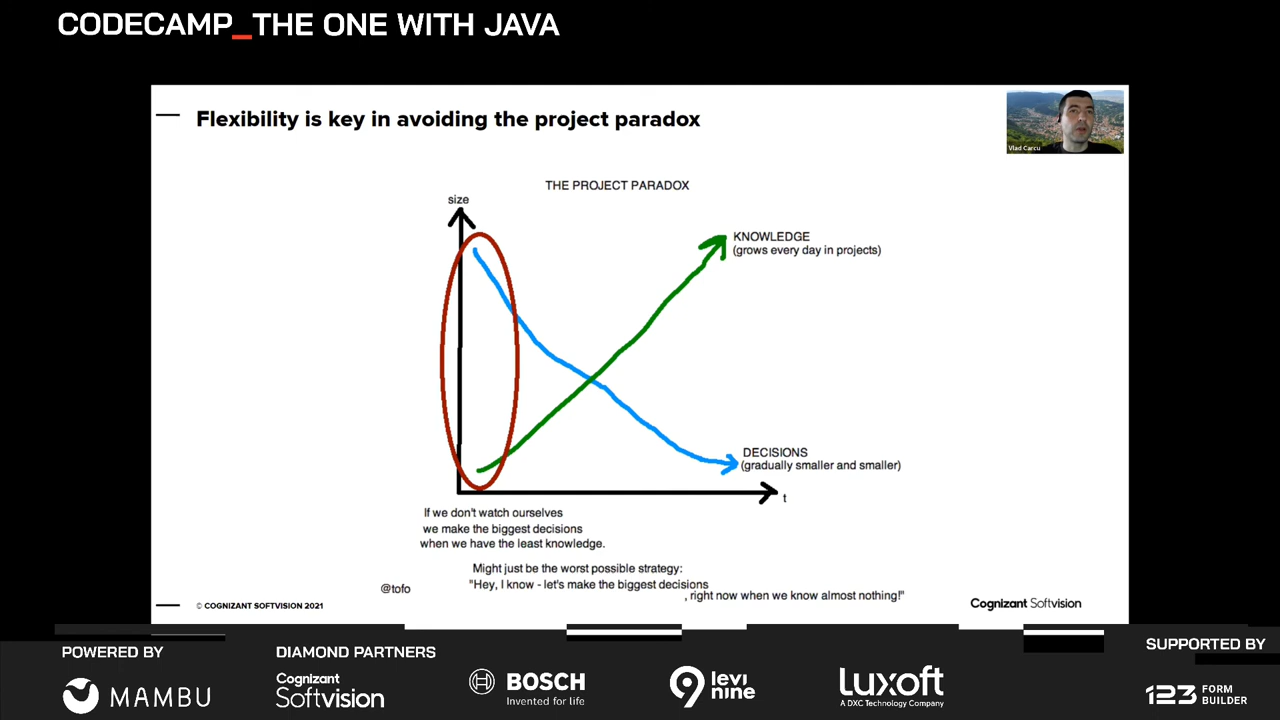 CODECAMP_THE ONE WITH JAVA
Flexibility is key in avoiding the project paradox
Vlad Carcu
THE PROJECT PARADOX
size
KNOWLEDGE
(grows every day in projects)
DECISIONS
(gradually smaller and smaller)
t
If we don't watch ourselves
we make the biggest decisions
when we have the least knowledge.
Might just be the worst possible strategy:
"Hey, I know - let's make the biggest decisions
, right now when we know almost nothing!"
@tofo
© COGNIZANT SOFTVISION 2021
Cognizant Softvision
POWERED BY
MAMBU
DIAMOND PARTNERS
Cognizant
Softvision
BOSCH
Invented for life
9 levi
nine
Luxoft
A DXC Technology Company
SUPPORTED BY
123 FORM
BUILDER